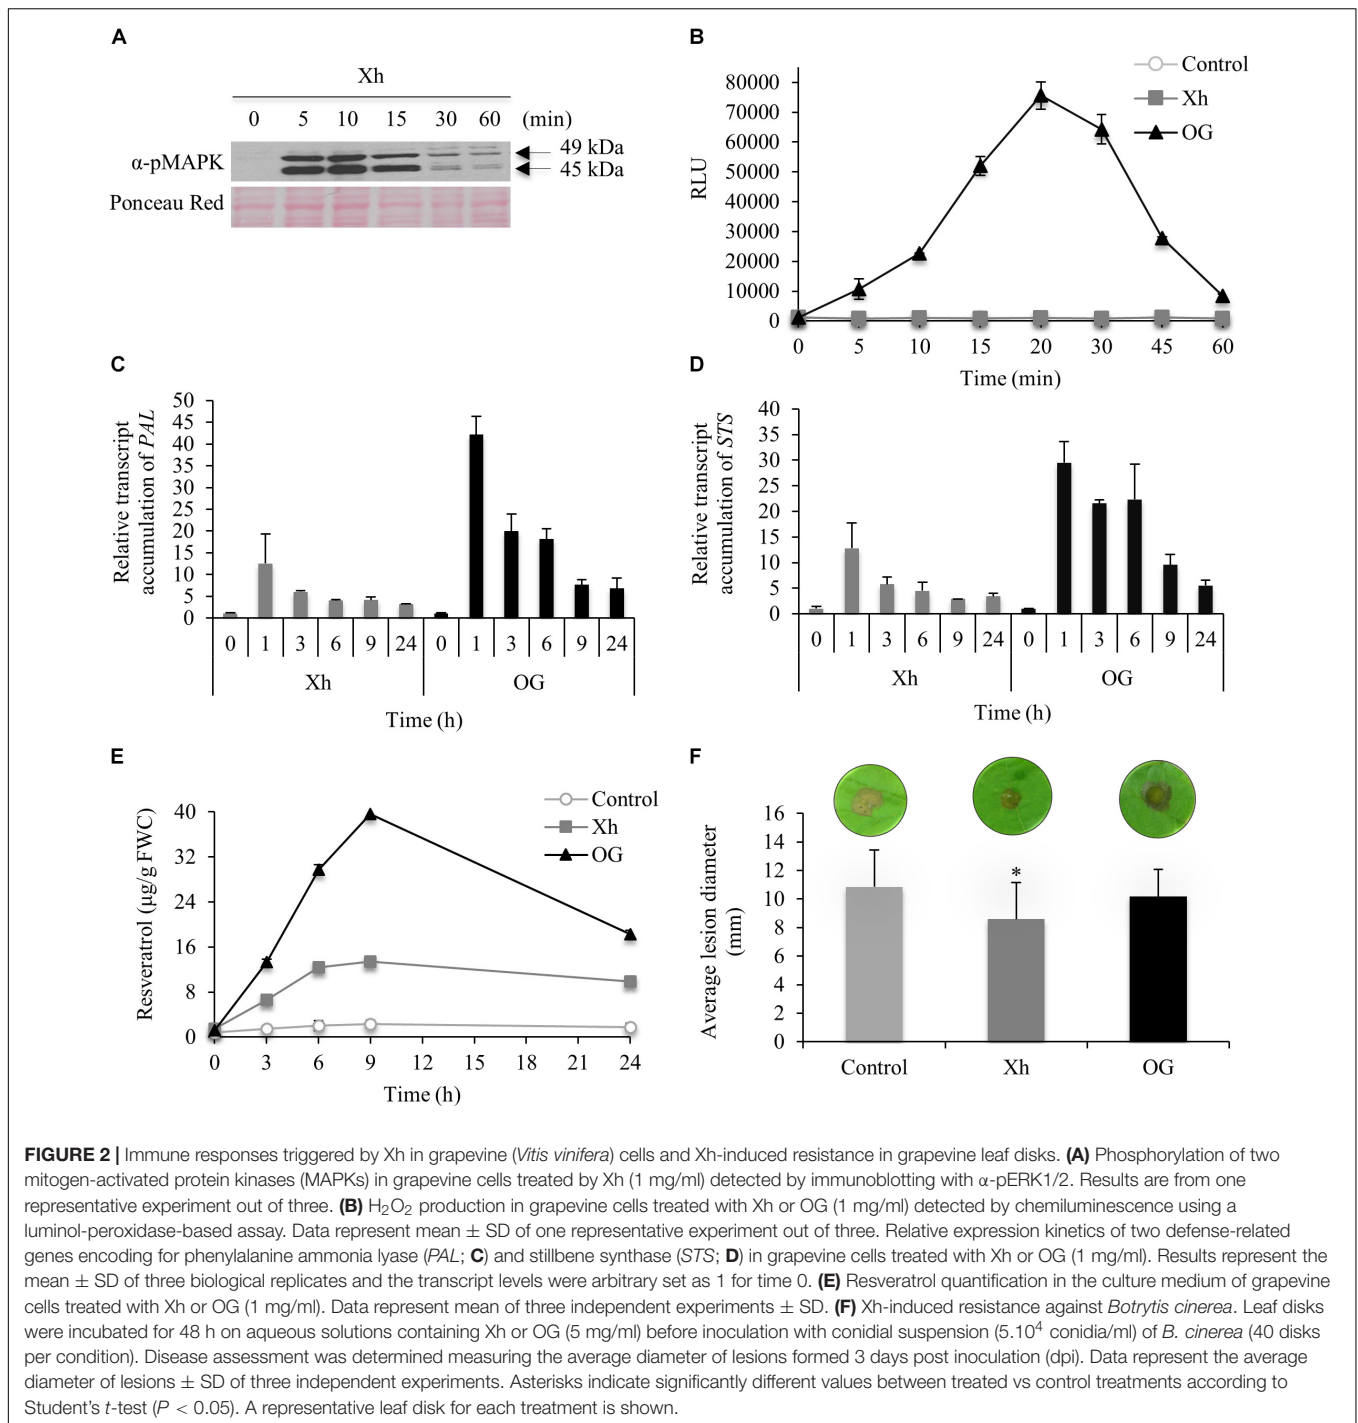 A
Xh
0 5 10 15 30 60 (min)
α-pMAPK
49 kDa
45 kDa
Ponceau Red
B
Control
Xh
OG
80000
70000
60000
50000
40000
30000
20000
10000
0
RLU
0 5 10 15 20 30 45 60
Time (min)
C
50
45
40
35
30
25
20
15
10
5
0
Relative transcript
accumulation of PAL
0 1 3 6 9 24 0 1 3 6 9 24
Xh OG
Time (h)
D
40
35
30
25
20
15
10
5
0
Relative transcript
accumulation of STS
0 1 3 6 9 24 0 1 3 6 9 24
Xh OG
Time (h)
E
Control
Xh
OG
40
32
24
16
8
0
Resveratrol (µg/g FWC)
0 3 6 9 12 15 18 21 24
Time (h)
F
16
14
12
10
8
6
4
2
0
Average lesion diameter
(mm)
*
Control Xh OG
FIGURE 2 | Immune responses triggered by Xh in grapevine (Vitis vinifera) cells and Xh-induced resistance in grapevine leaf disks. (A) Phosphorylation of two
mitogen-activated protein kinases (MAPKs) in grapevine cells treated by Xh (1 mg/ml) detected by immunoblotting with α-pERK1/2. Results are from one
representative experiment out of three. (B) H₂O₂ production in grapevine cells treated with Xh or OG (1 mg/ml) detected by chemiluminescence using a
luminol-peroxidase-based assay. Data represent mean ± SD of one representative experiment out of three. Relative expression kinetics of two defense-related
genes encoding for phenylalanine ammonia lyase (PAL; C) and stillbene synthase (STS; D) in grapevine cells treated with Xh or OG (1 mg/ml). Results represent the
mean ± SD of three biological replicates and the transcript levels were arbitrary set as 1 for time 0. (E) Resveratrol quantification in the culture medium of grapevine
cells treated with Xh or OG (1 mg/ml). Data represent mean of three independent experiments ± SD. (F) Xh-induced resistance against Botrytis cinerea. Leaf disks
were incubated for 48 h on aqueous solutions containing Xh or OG (5 mg/ml) before inoculation with conidial suspension (5.10⁴ conidia/ml) of B. cinerea (40 disks
per condition). Disease assessment was determined measuring the average diameter of lesions formed 3 days post inoculation (dpi). Data represent the average
diameter of lesions ± SD of three independent experiments. Asterisks indicate significantly different values between treated vs control treatments according to
Student's t-test (P < 0.05). A representative leaf disk for each treatment is shown.